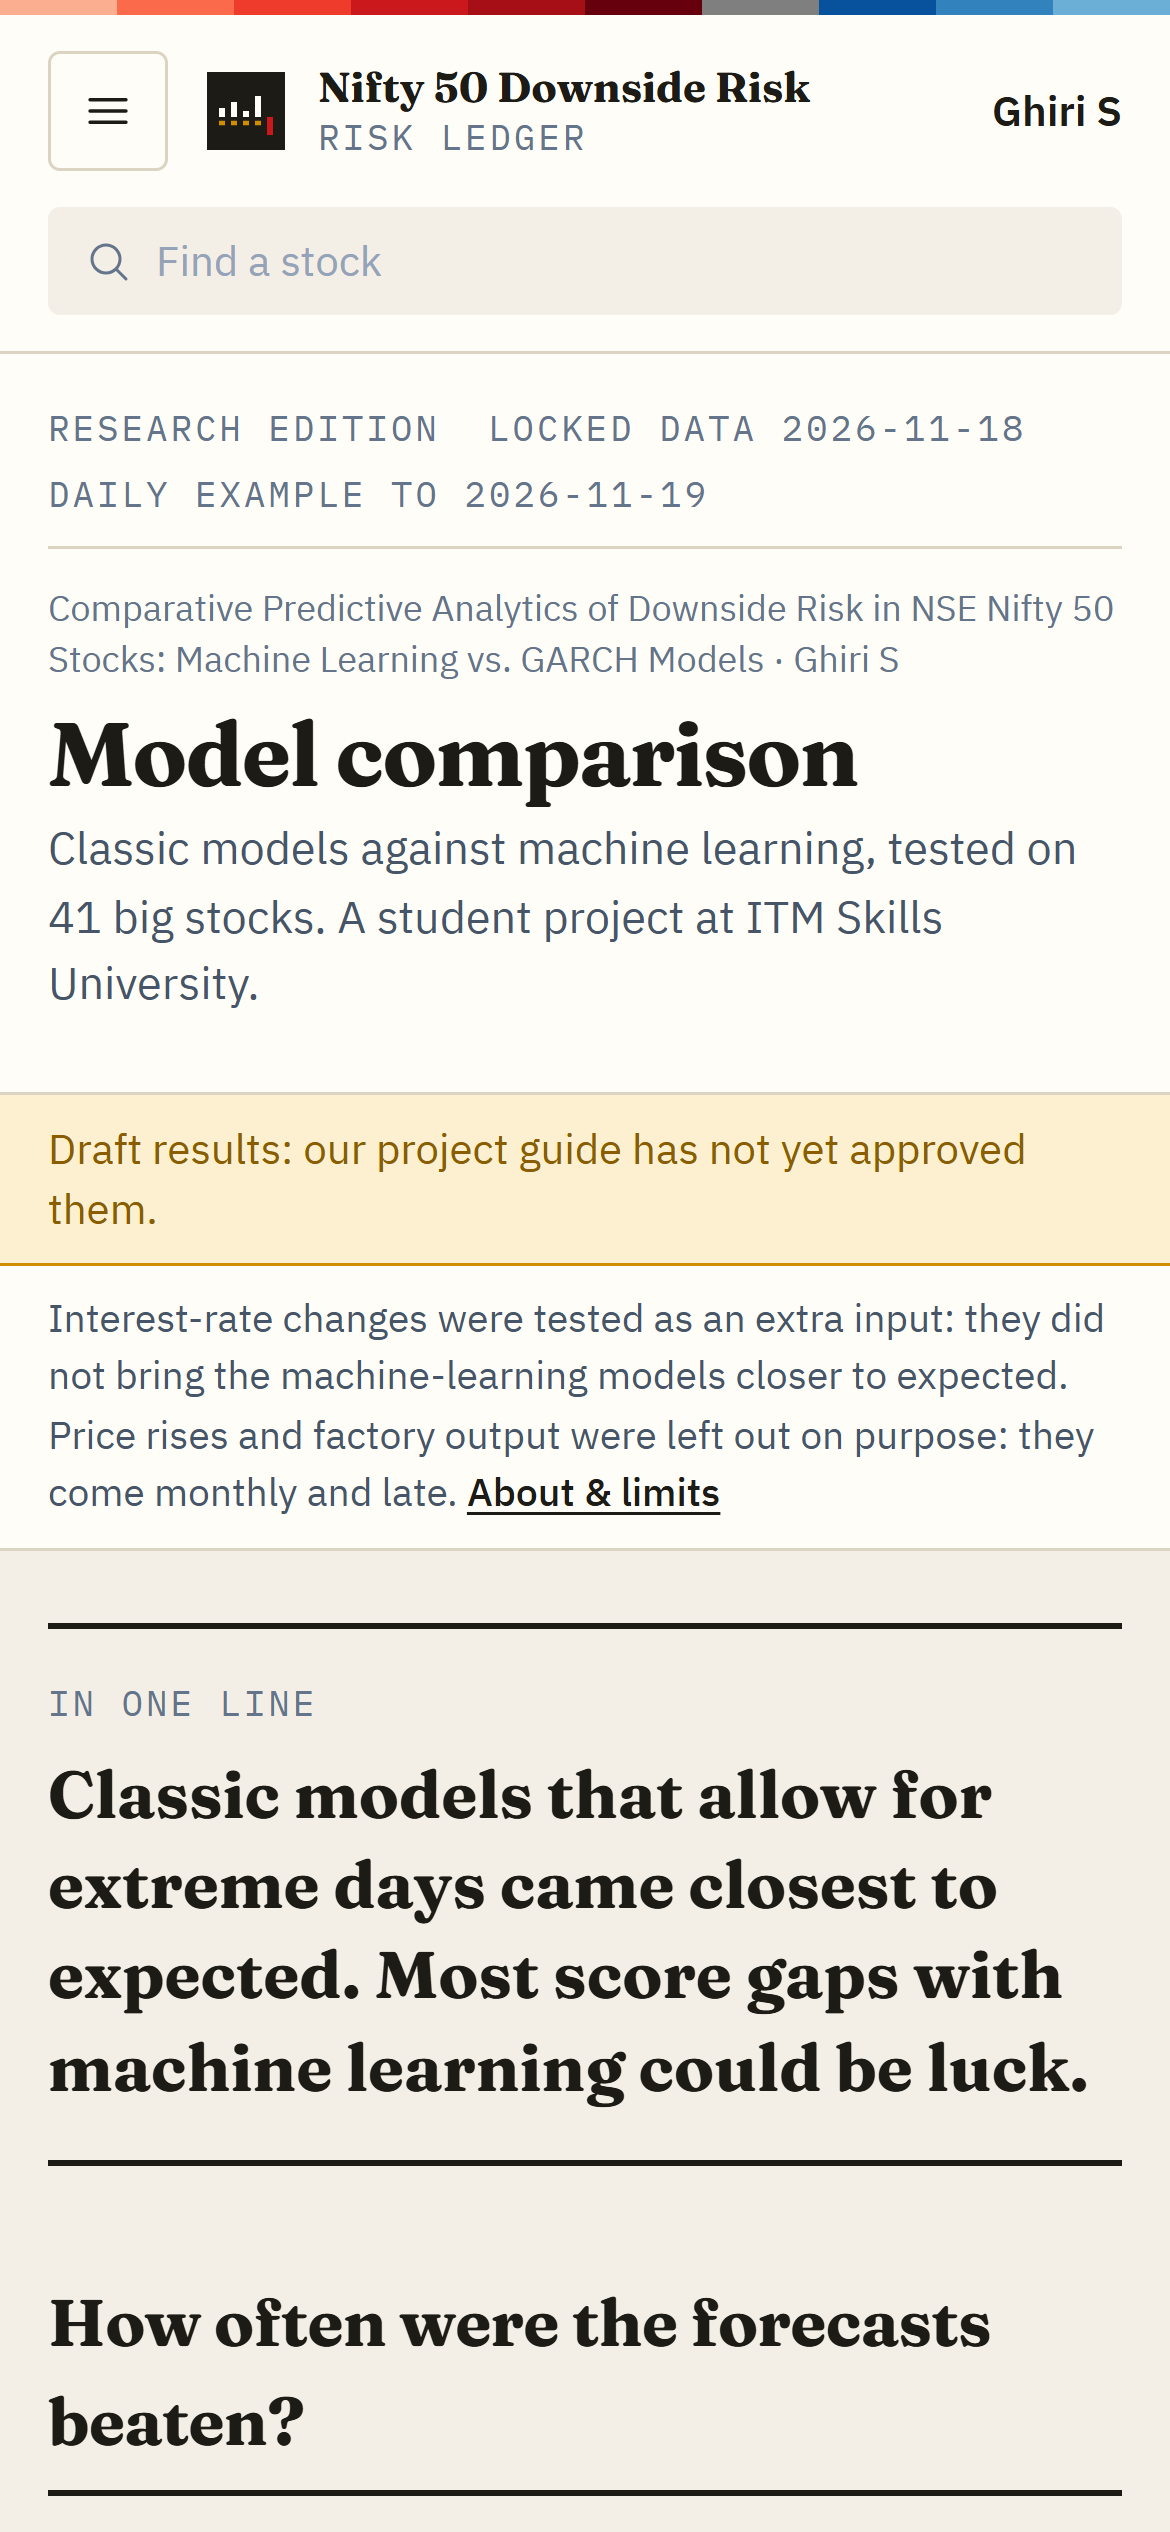 Nifty 50 Downside Risk
RISK LEDGER
Ghiri S
Find a stock
RESEARCH EDITION LOCKED DATA 2026-11-18
DAILY EXAMPLE TO 2026-11-19
Comparative Predictive Analytics of Downside Risk in NSE Nifty 50
Stocks: Machine Learning vs. GARCH Models · Ghiri S
Model comparison
Classic models against machine learning, tested on
41 big stocks. A student project at ITM Skills
University.
Draft results: our project guide has not yet approved
them.
Interest-rate changes were tested as an extra input: they did
not bring the machine-learning models closer to expected.
Price rises and factory output were left out on purpose: they
come monthly and late. About & limits
IN ONE LINE
Classic models that allow for
extreme days came closest to
expected. Most score gaps with
machine learning could be luck.
How often were the forecasts
beaten?